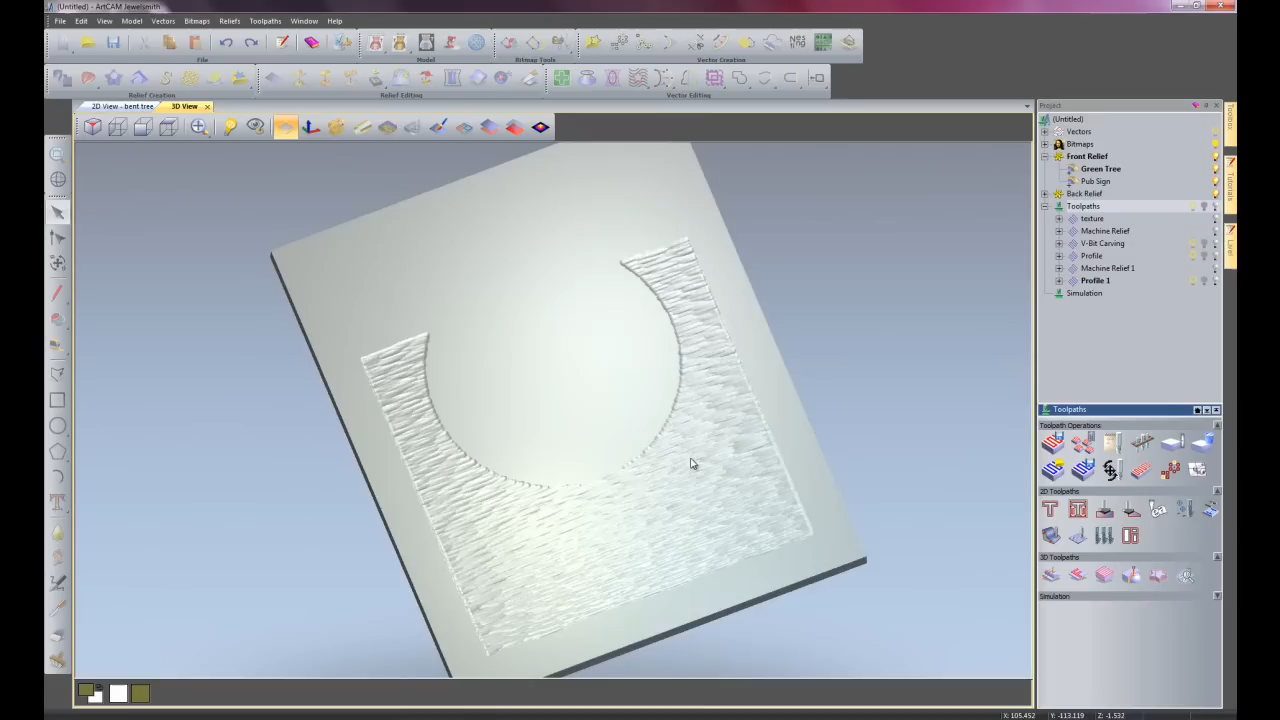 (Untitled) - ArtCAM Jewelsmith
File Edit View Model Vectors Bitmaps Reliefs Toolpaths Window Help
File Model Bitmap Tools Vector Creation
Relief Creation Relief Editing Vector Editing
2D View - bent tree 3D View
Project
(Untitled)
Vectors
Bitmaps
Front Relief
Green Tree
Pub Sign
Back Relief
Toolpaths
texture
Machine Relief
V-Bit Carving
Profile
Machine Relief 1
Profile 1
Simulation
Toolbox
Tutorials
Layer
Toolpaths
Toolpath Operations
2D Toolpaths
3D Toolpaths
Simulation
X: 105.452 Y: -113.119 Z: -1.532